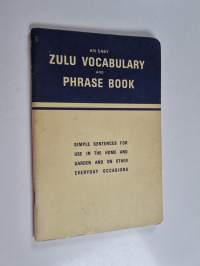 AN EASY
ZULU VOCABULARY
AND
PHRASE BOOK
SIMPLE SENTENCES FOR
USE IN THE HOME AND
GARDEN AND ON OTHER
EVERYDAY OCCASIONS